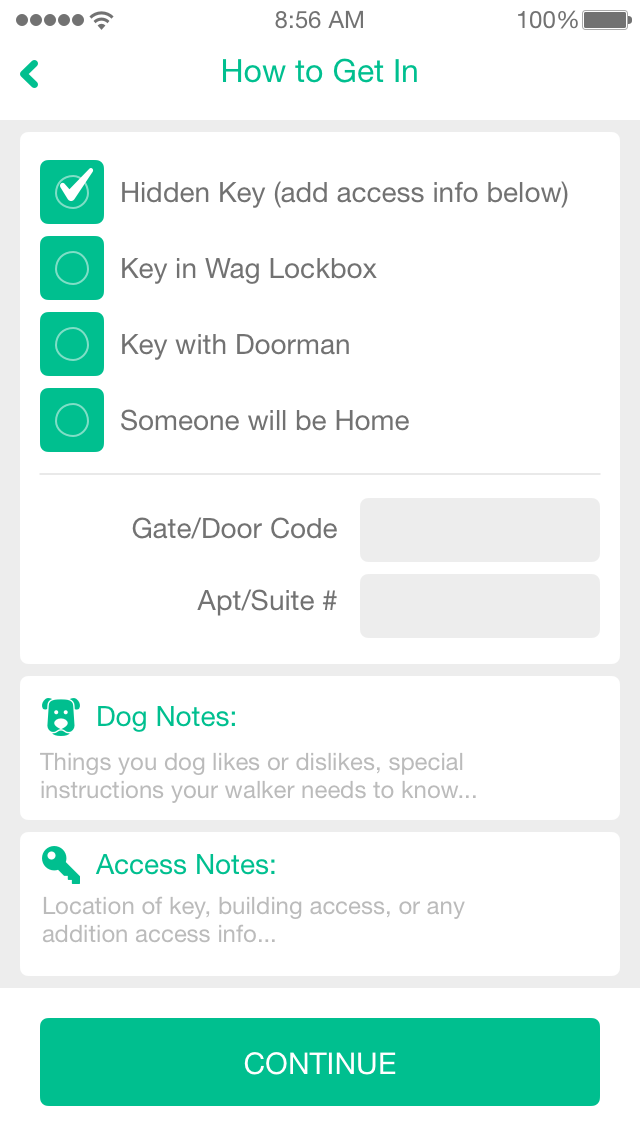 8:56 AM 100%
How to Get In
Hidden Key (add access info below)
Key in Wag Lockbox
Key with Doorman
Someone will be Home
Gate/Door Code
Apt/Suite #
Dog Notes:
Things you dog likes or dislikes, special
instructions your walker needs to know...
Access Notes:
Location of key, building access, or any
addition access info...
CONTINUE